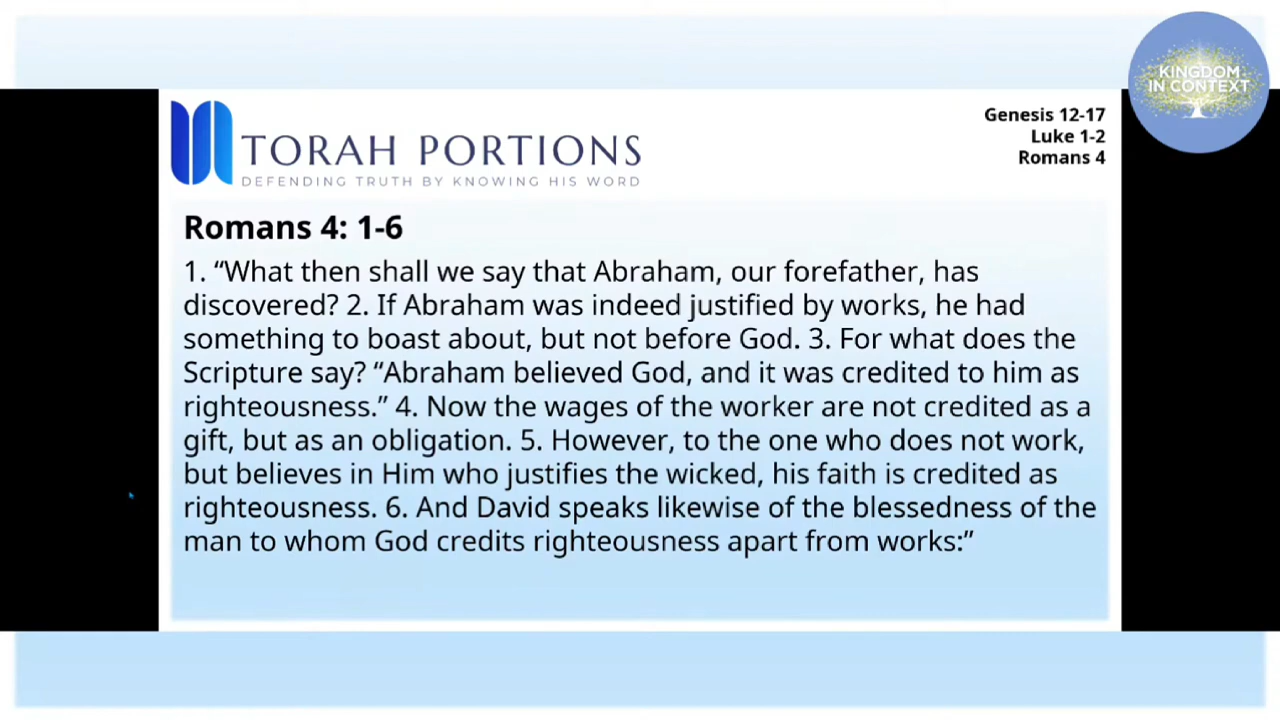 KINGDOM
IN CONTEXT
Genesis 12-17
Luke 1-2
Romans 4
TORAH PORTIONS
DEFENDING TRUTH BY KNOWING HIS WORD
Romans 4: 1-6
1. “What then shall we say that Abraham, our forefather, has
discovered? 2. If Abraham was indeed justified by works, he had
something to boast about, but not before God. 3. For what does the
Scripture say? “Abraham believed God, and it was credited to him as
righteousness.” 4. Now the wages of the worker are not credited as a
gift, but as an obligation. 5. However, to the one who does not work,
but believes in Him who justifies the wicked, his faith is credited as
righteousness. 6. And David speaks likewise of the blessedness of the
man to whom God credits righteousness apart from works:”